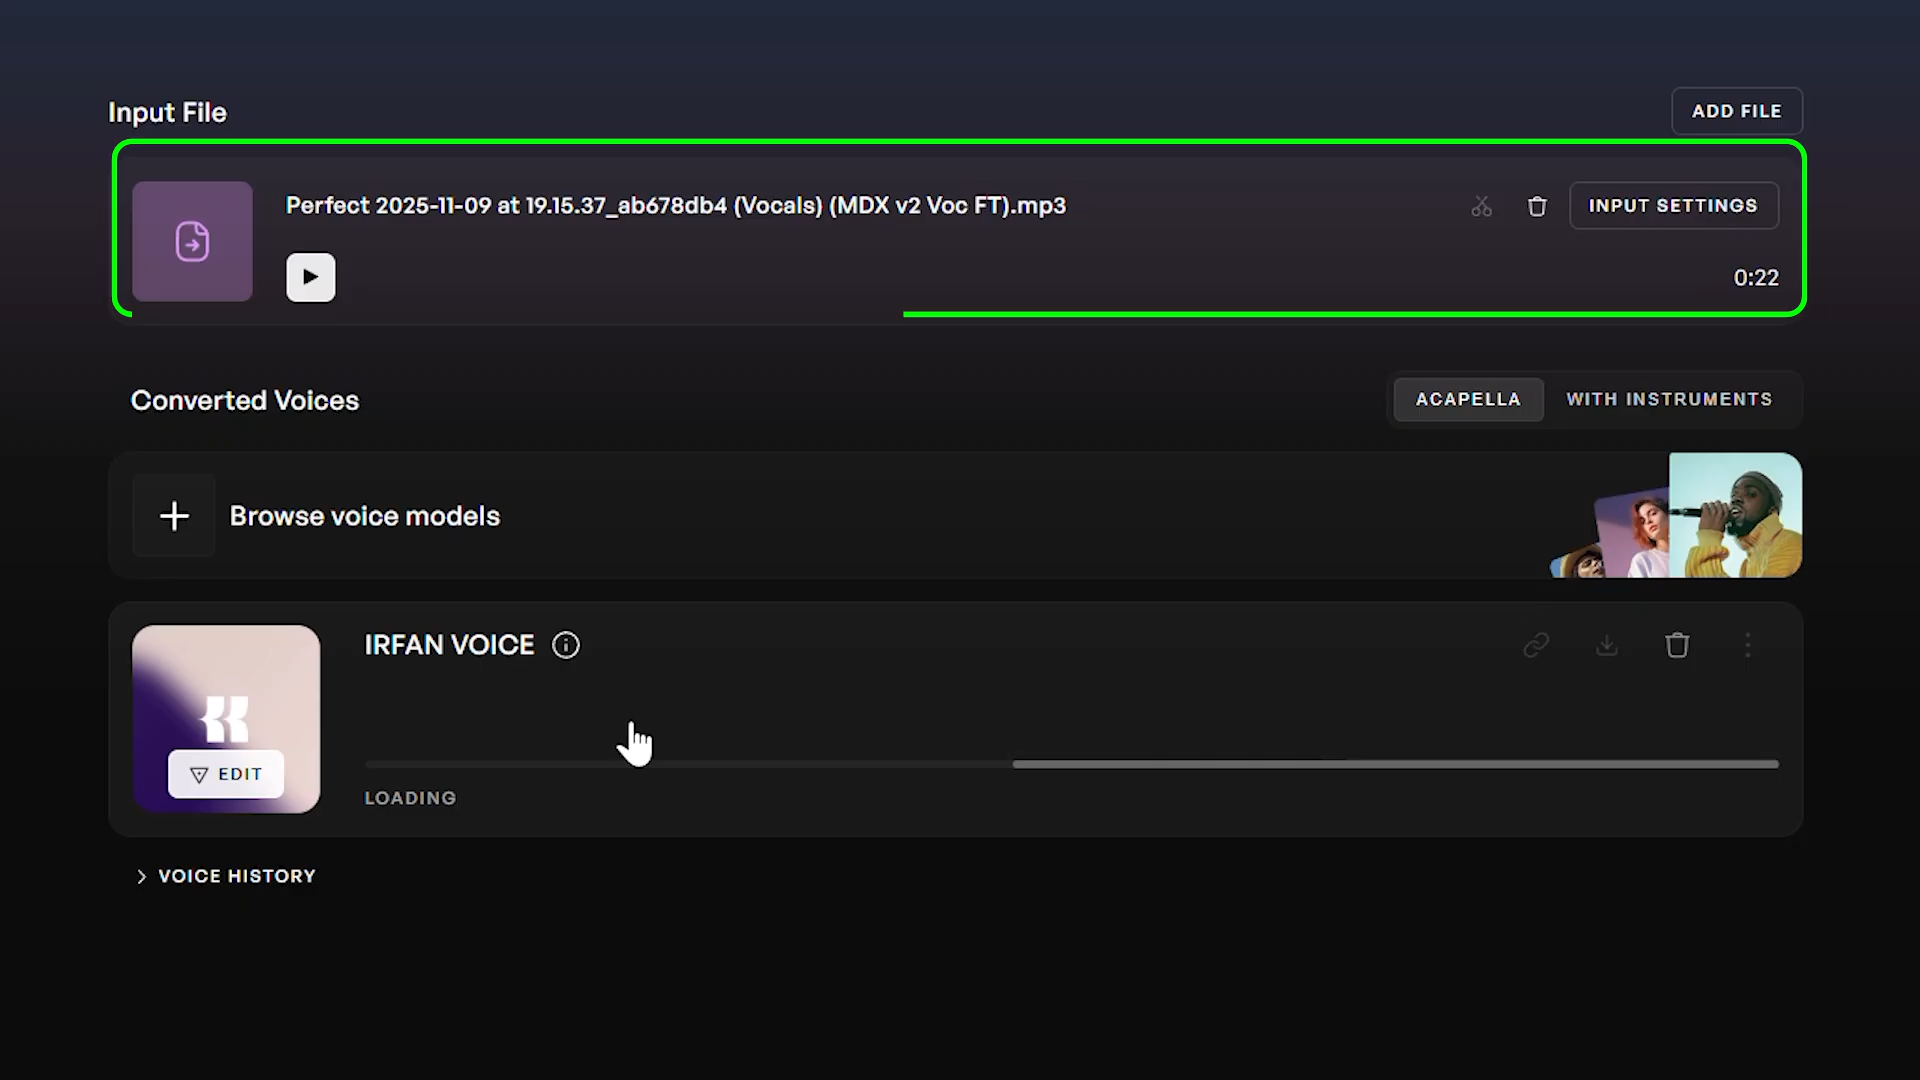 Input File
ADD FILE
Perfect 2025-11-09 at 19.15.37_ab678db4 (Vocals) (MDX v2 Voc FT).mp3
INPUT SETTINGS
0:22
Converted Voices
ACAPELLA
WITH INSTRUMENTS
Browse voice models
IRFAN VOICE
EDIT
LOADING
VOICE HISTORY